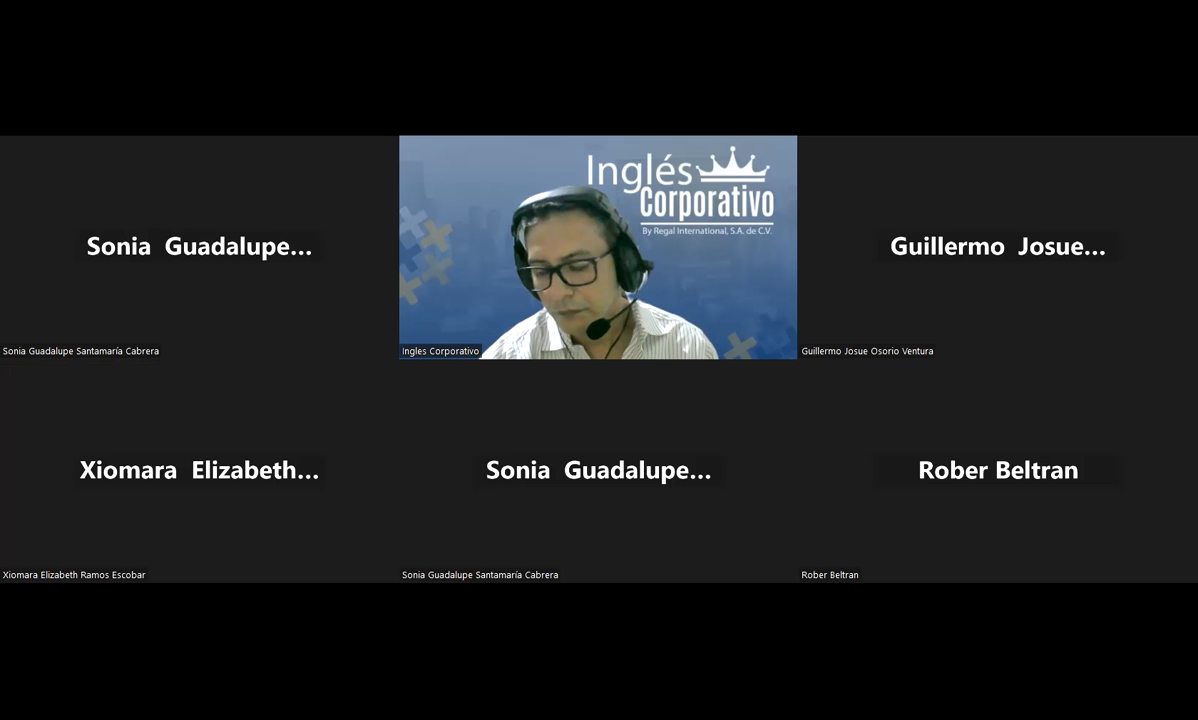 Sonia Guadalupe...
Sonia Guadalupe Santamaría Cabrera
Inglés
Corporativo
By Regal International, S.A. de C.V.
Ingles Corporativo
Guillermo Josue...
Guillermo Josue Osorio Ventura
Xiomara Elizabeth...
Xiomara Elizabeth Ramos Escobar
Sonia Guadalupe...
Sonia Guadalupe Santamaría Cabrera
Rober Beltran
Rober Beltran